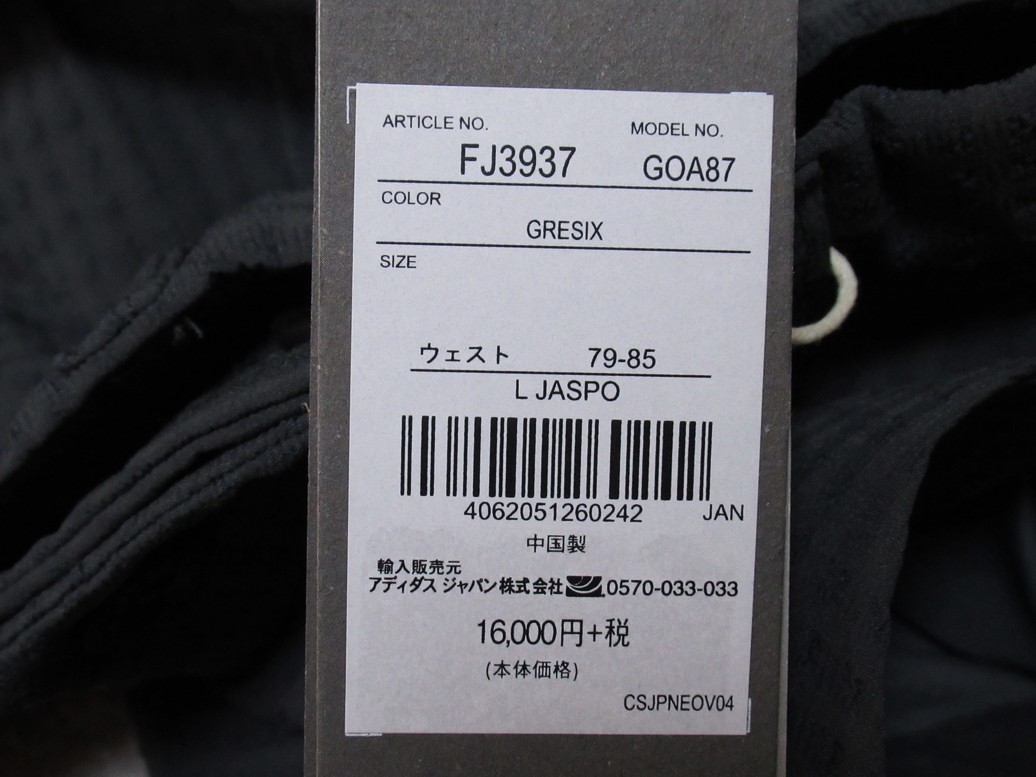 ARTICLE NO. MODEL NO.
FJ3937 GOA87
COLOR
GRESIX
SIZE
ウェスト 79-85
L JASPO
4062051260242 JAN
中国製
輸入販売元
アディダス ジャパン株式会社 0570-033-033
16,000円+税
(本体価格)
CSJPNEOV04